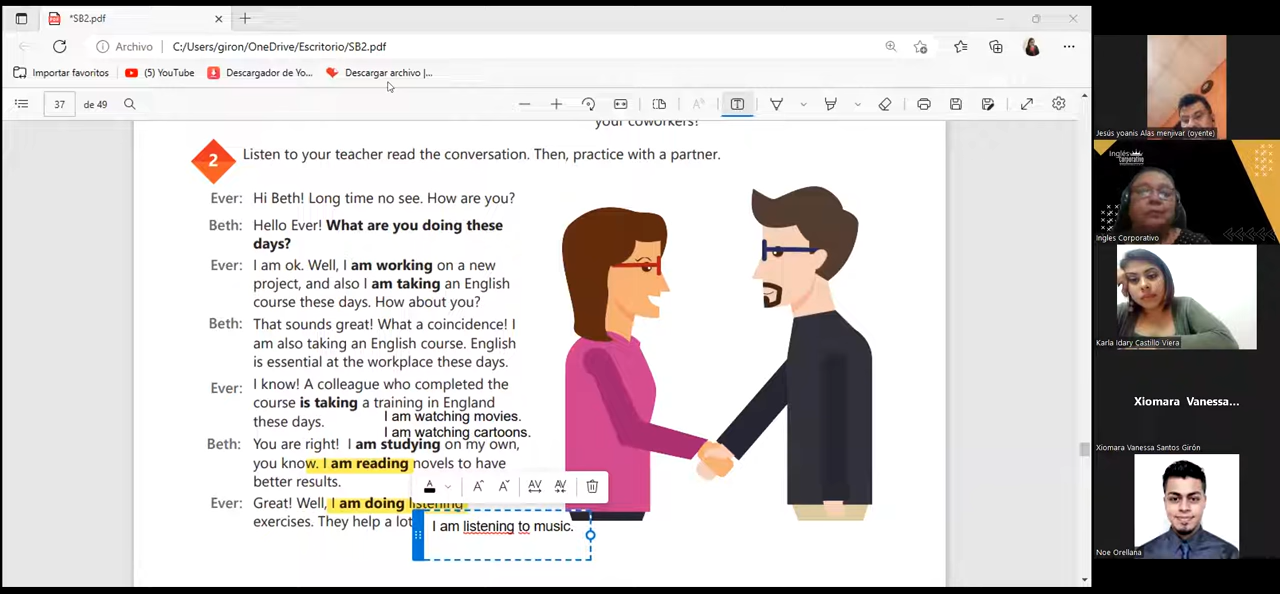 *SB2.pdf
Archivo
C:/Users/giron/OneDrive/Escritorio/SB2.pdf
Importar favoritos
(5) YouTube
Descargador de Yo...
Descargar archivo |...
37
de 49
your coworkers?
2
Listen to your teacher read the conversation. Then, practice with a partner.
Ever: Hi Beth! Long time no see. How are you?
Beth: Hello Ever! What are you doing these
days?
Ever: I am ok. Well, I am working on a new
project, and also I am taking an English
course these days. How about you?
Beth: That sounds great! What a coincidence! I
am also taking an English course. English
is essential at the workplace these days.
Ever: I know! A colleague who completed the
course is taking a training in England
these days.
I am watching movies.
I am watching cartoons.
Beth: You are right! I am studying on my own,
you know. I am reading novels to have
better results.
Ever: Great! Well, I am doing listening
exercises. They help a lot
I am listening to music.
Jesús yoanis Alas menjivar (oyente)
Inglés
Corporativo
Ingles Corporativo
Karla Idary Castillo Viera
Xiomara Vanessa...
Xiomara Vanessa Santos Girón
Noe Orellana